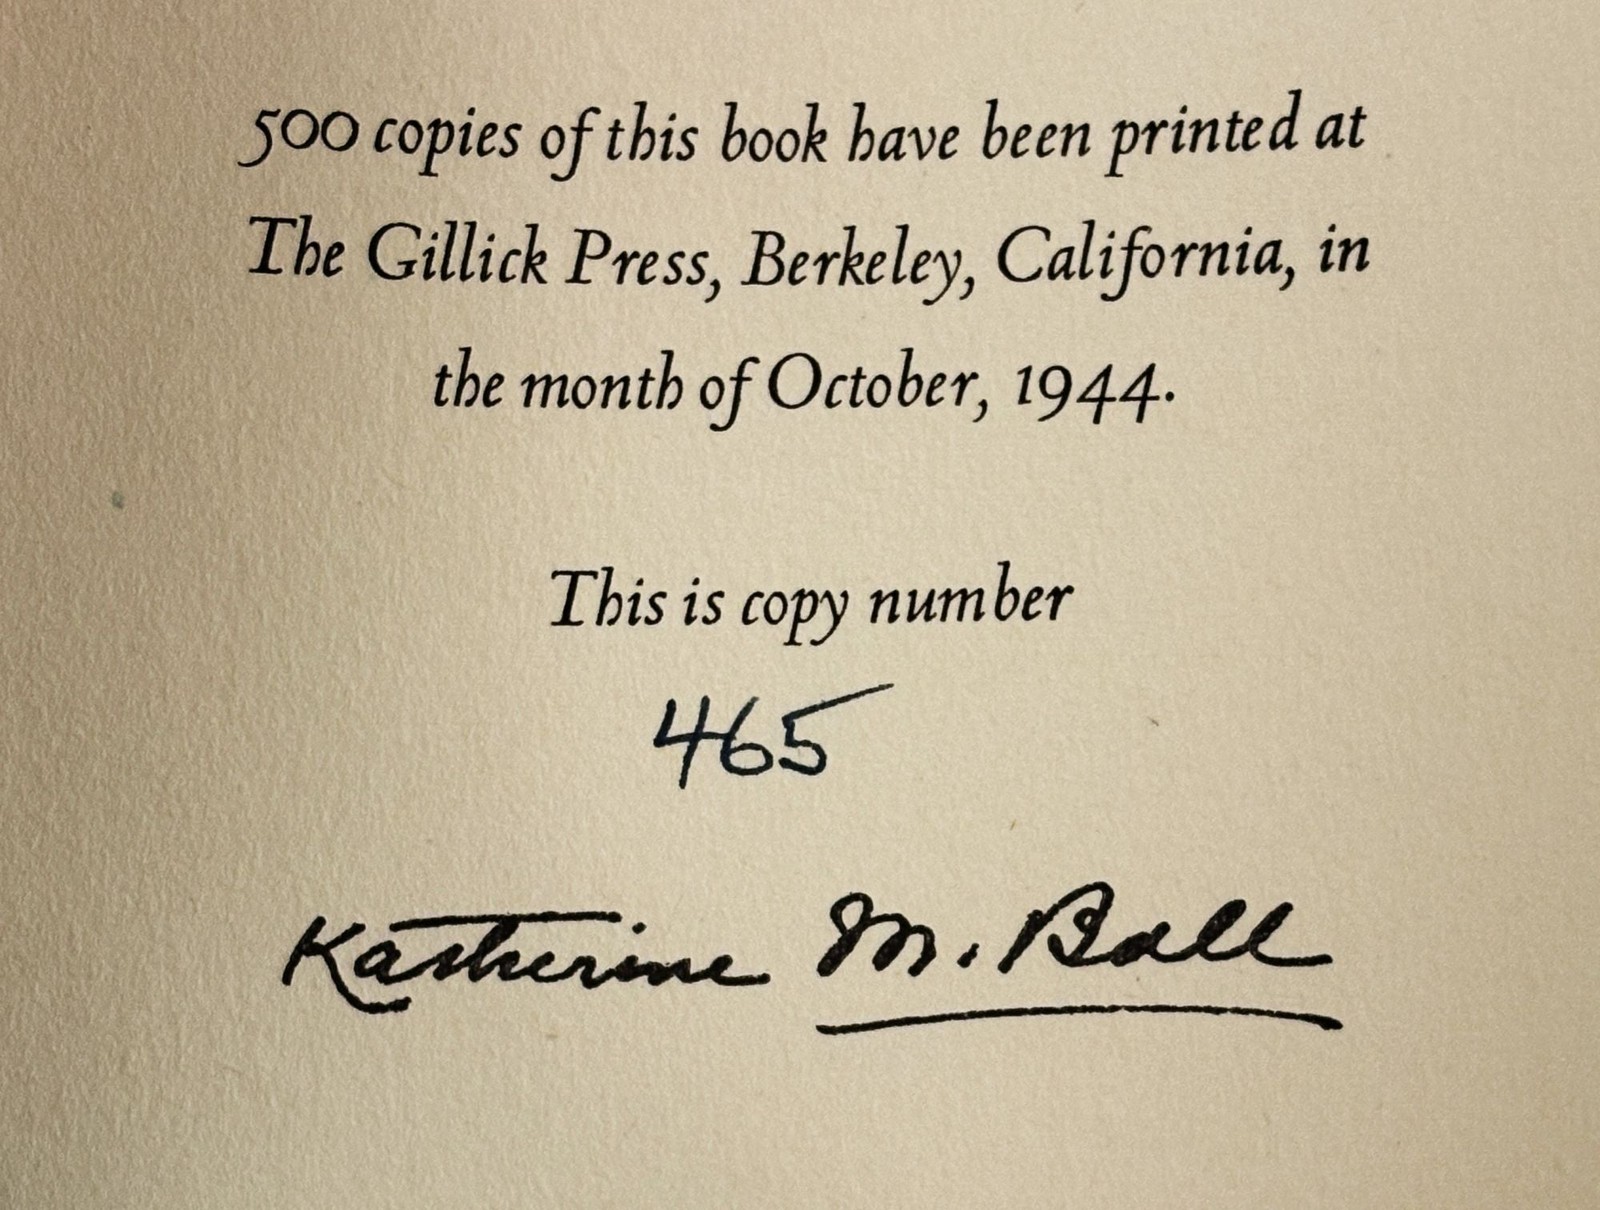 500 copies of this book have been printed at
The Gillick Press, Berkeley, California, in
the month of October, 1944.
This is copy number
465
Katherine M. Ball